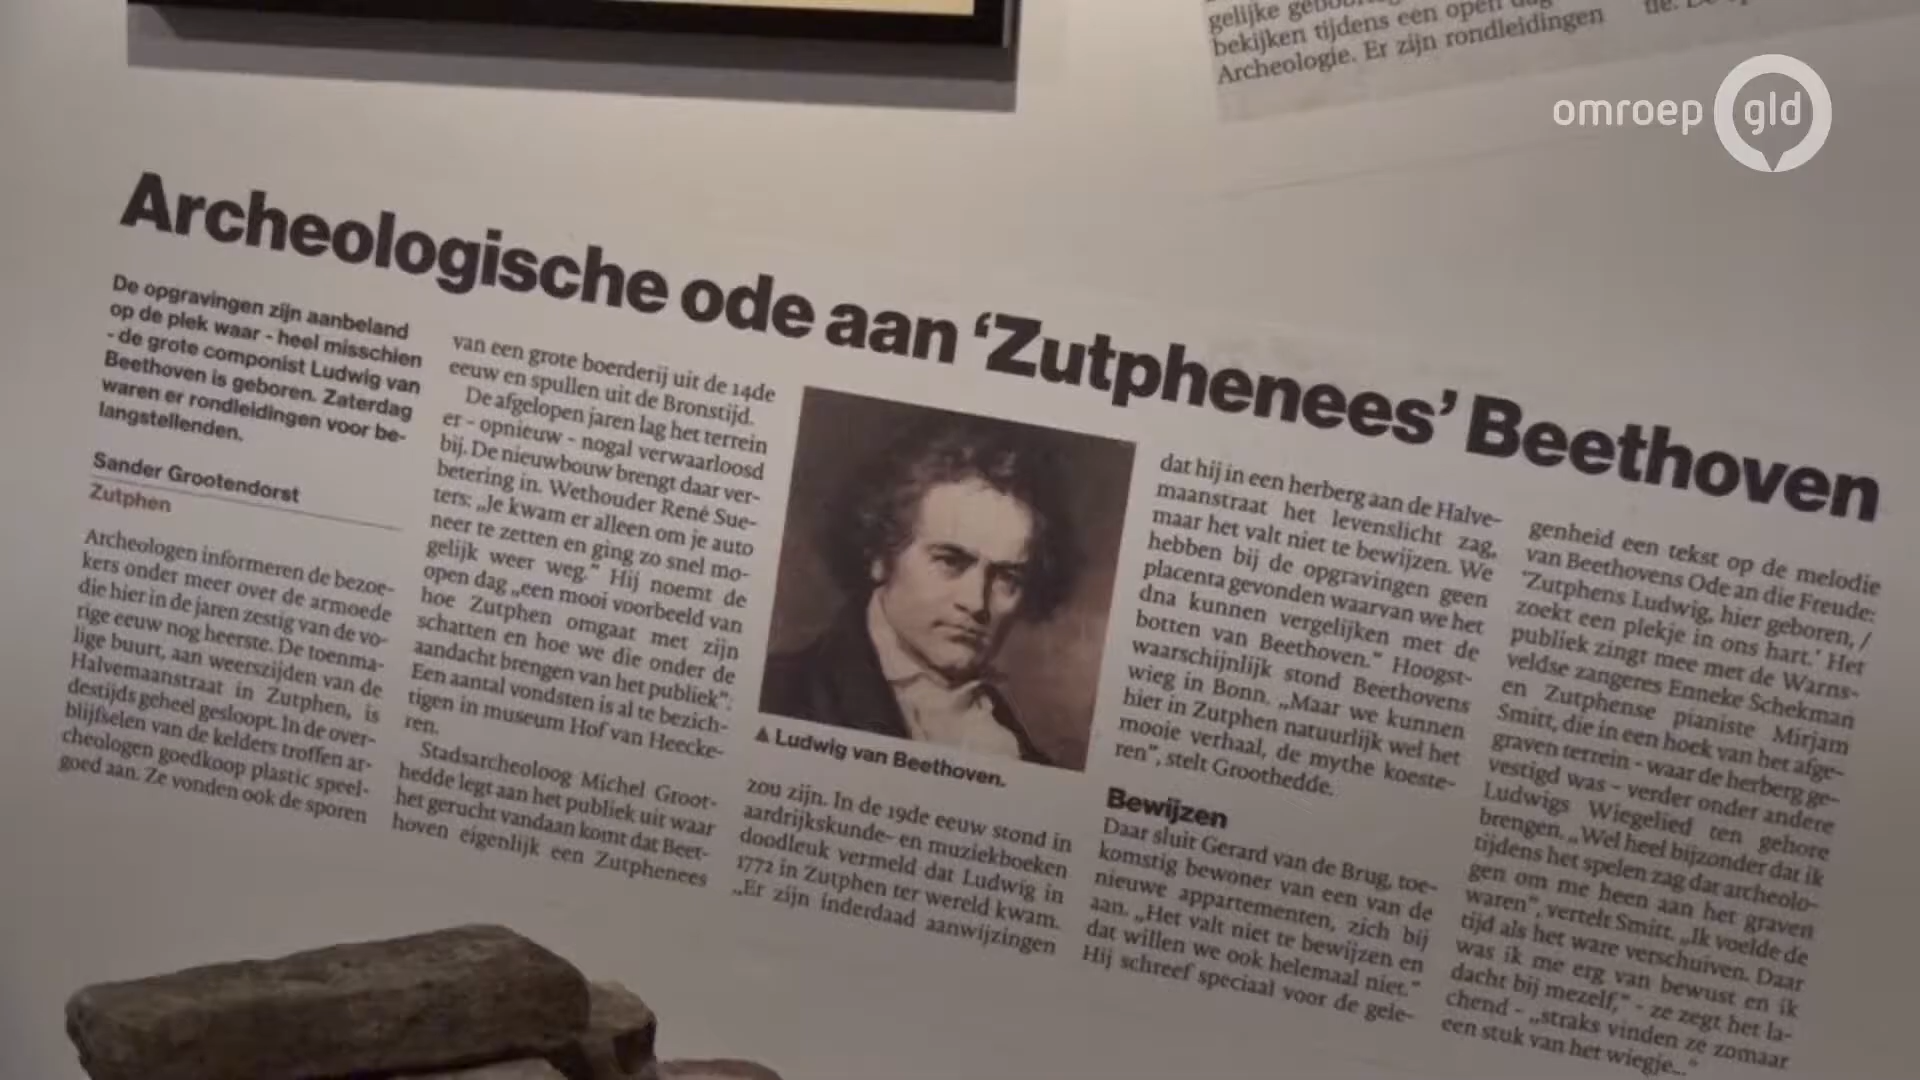 gelijke
bekijken tijdens een open dag
Archeologie. Er zijn rondleidingen
omroep gld
Archeologische ode aan ‘Zutphenees’ Beethoven
De opgravingen zijn aanbeland
op de plek waar - heel misschien
- de grote componist Ludwig van
Beethoven is geboren. Zaterdag
waren er rondleidingen voor be-
langstellenden.
Sander Grootendorst
Zutphen
Archeologen informeren de bezoe-
kers onder meer over de armoede
die hier in de jaren zestig van de vo-
rige eeuw nog heerste. De toenma-
lige buurt, aan weerszijden van de
Halvemaanstraat in Zutphen, is
destijds geheel gesloopt. In de over-
blijfselen van de kelders troffen ar-
cheologen goedkoop plastic speel-
goed aan. Ze vonden ook de sporen
van een grote boerderij uit de 14de
eeuw en spullen uit de Bronstijd.
De afgelopen jaren lag het terrein
er - opnieuw - nogal verwaarloosd
bij. De nieuwbouw brengt daar ver-
betering in. Wethouder René Sue-
ters: „Je kwam er alleen om je auto
neer te zetten en ging zo snel mo-
gelijk weer weg.” Hij noemt de
open dag „een mooi voorbeeld van
hoe Zutphen omgaat met zijn
schatten en hoe we die onder de
aandacht brengen van het publiek”:
Een aantal vondsten is al te bezich-
tigen in museum Hof van Heecke-
ren.
Stadsarcheoloog Michel Groot-
hedde legt aan het publiek uit waar
het gerucht vandaan komt dat Beet-
hoven eigenlijk een Zutphenees
▲ Ludwig van Beethoven.
zou zijn. In de 19de eeuw stond in
aardrijkskunde- en muziekboeken
doodleuk vermeld dat Ludwig in
1772 in Zutphen ter wereld kwam.
„Er zijn inderdaad aanwijzingen
dat hij in een herberg aan de Halve-
maanstraat het levenslicht zag,
maar het valt niet te bewijzen. We
hebben bij de opgravingen geen
placenta gevonden waarvan we het
dna kunnen vergelijken met de
botten van Beethoven.” Hoogst-
waarschijnlijk stond Beethovens
wieg in Bonn. „Maar we kunnen
hier in Zutphen natuurlijk wel het
mooie verhaal, de mythe koeste-
ren”, stelt Groothedde.
Bewijzen
Daar sluit Gerard van de Brug, toe-
komstig bewoner van een van de
nieuwe appartementen, zich bij
aan. „Het valt niet te bewijzen en
dat willen we ook helemaal niet.”
Hij schreef speciaal voor de gele-
genheid een tekst op de melodie
van Beethovens Ode an die Freude:
‘Zutphens Ludwig, hier geboren, /
zoekt een plekje in ons hart.’ Het
publiek zingt mee met de Warns-
veldse zangeres Enneke Schekman
en Zutphense pianiste Mirjam
Smitt, die in een hoek van het afge-
graven terrein - waar de herberg ge-
vestigd was - verder onder andere
Ludwigs Wiegelied ten gehore
brengen. „Wel heel bijzonder dat ik
tijdens het spelen zag dat archeolo-
gen om me heen aan het graven
waren”, vertelt Smitt. „Ik voelde de
tijd als het ware verschuiven. Daar
was ik me erg van bewust en ik
dacht bij mezelf,” - ze zegt het la-
chend - „straks vinden ze zomaar
een stuk van het wiegje...”